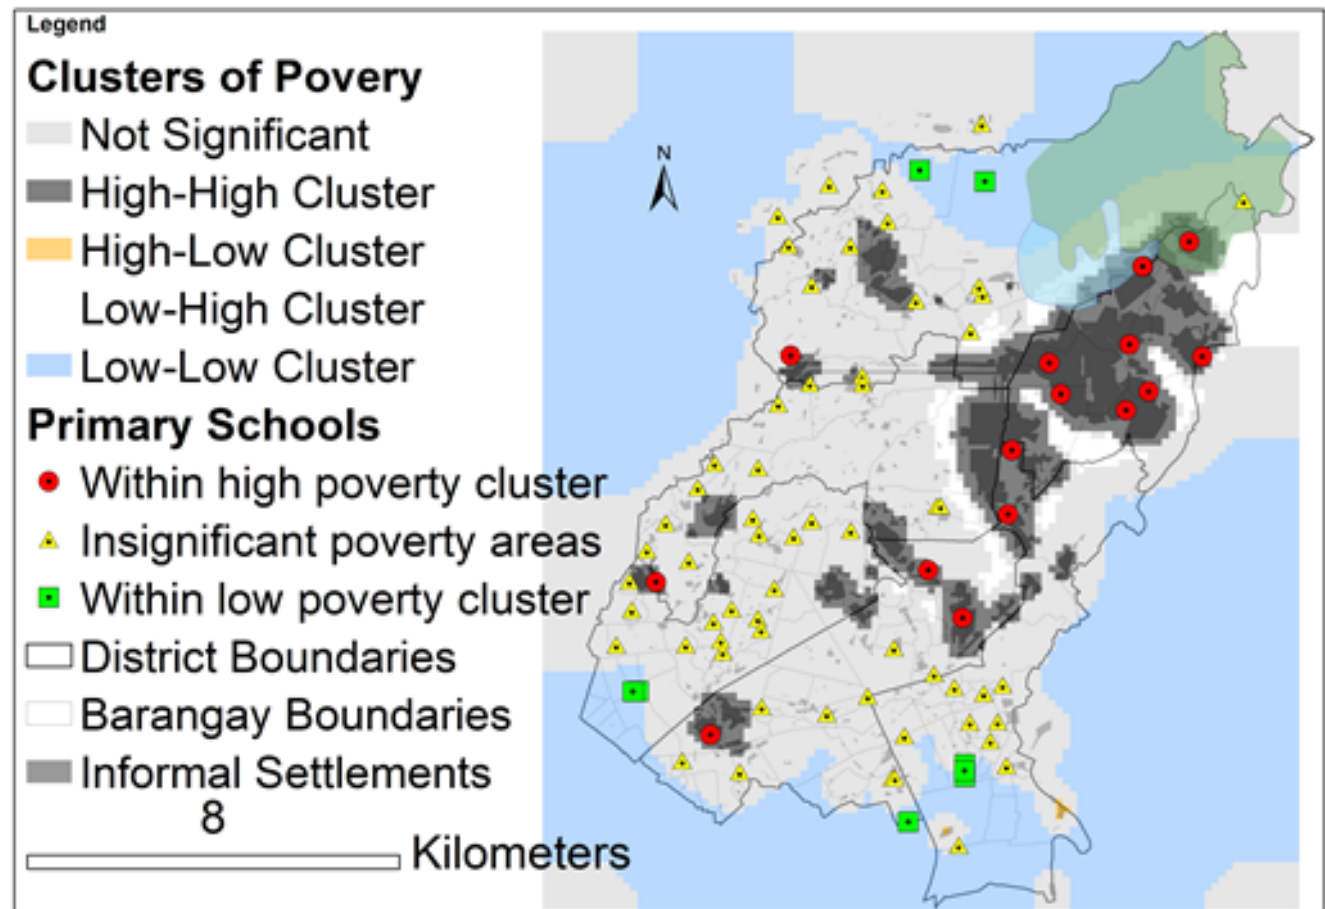 Legend
Clusters of Povery
Not Significant
High-High Cluster
High-Low Cluster
Low-High Cluster
Low-Low Cluster
Primary Schools
Within high poverty cluster
Insignificant poverty areas
Within low poverty cluster
District Boundaries
Barangay Boundaries
Informal Settlements
8
Kilometers
N